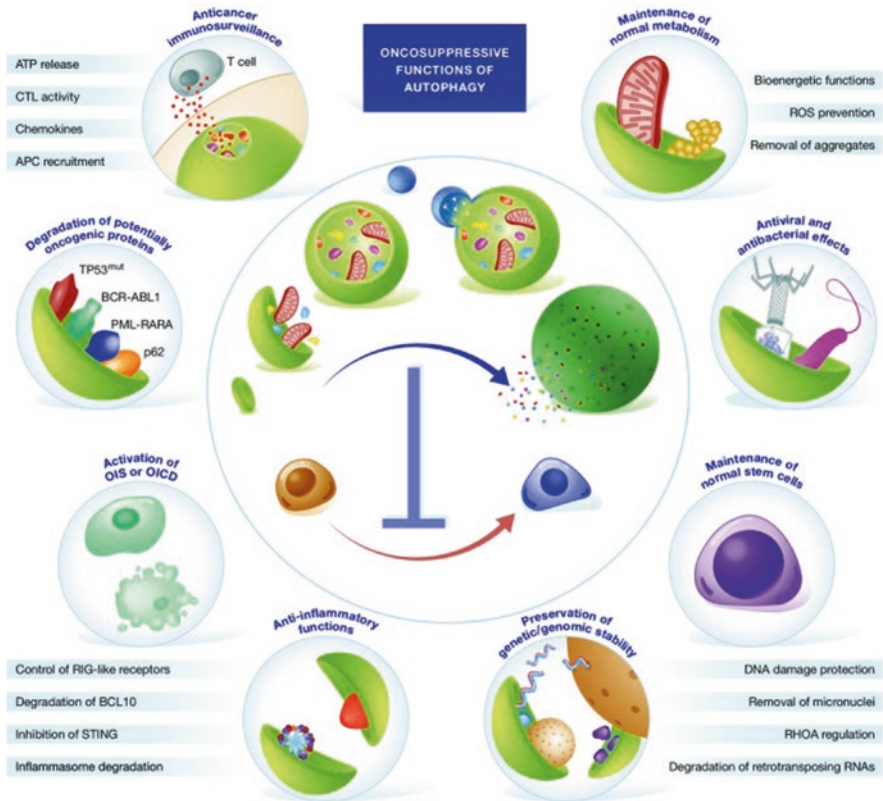 Anticancer
immunosurveillance
T cell
ATP release
CTL activity
Chemokines
APC recruitment
ONCOSUPPRESSIVE
FUNCTIONS OF
AUTOPHAGY
Maintenance of
normal metabolism
Bioenergetic functions
ROS prevention
Removal of aggregates
Degradation of potentially
oncogenic proteins
TP53mut
BCR-ABL1
PML-RARA
p62
Antiviral and
antibacterial effects
Activation of
OIS or OICD
Maintenance of
normal stem cells
Anti-inflammatory
functions
Control of RIG-like receptors
Degradation of BCL10
Inhibition of STING
Inflammasome degradation
Preservation of
genetic/genomic stability
DNA damage protection
Removal of micronuclei
RHOA regulation
Degradation of retrotransposing RNAs